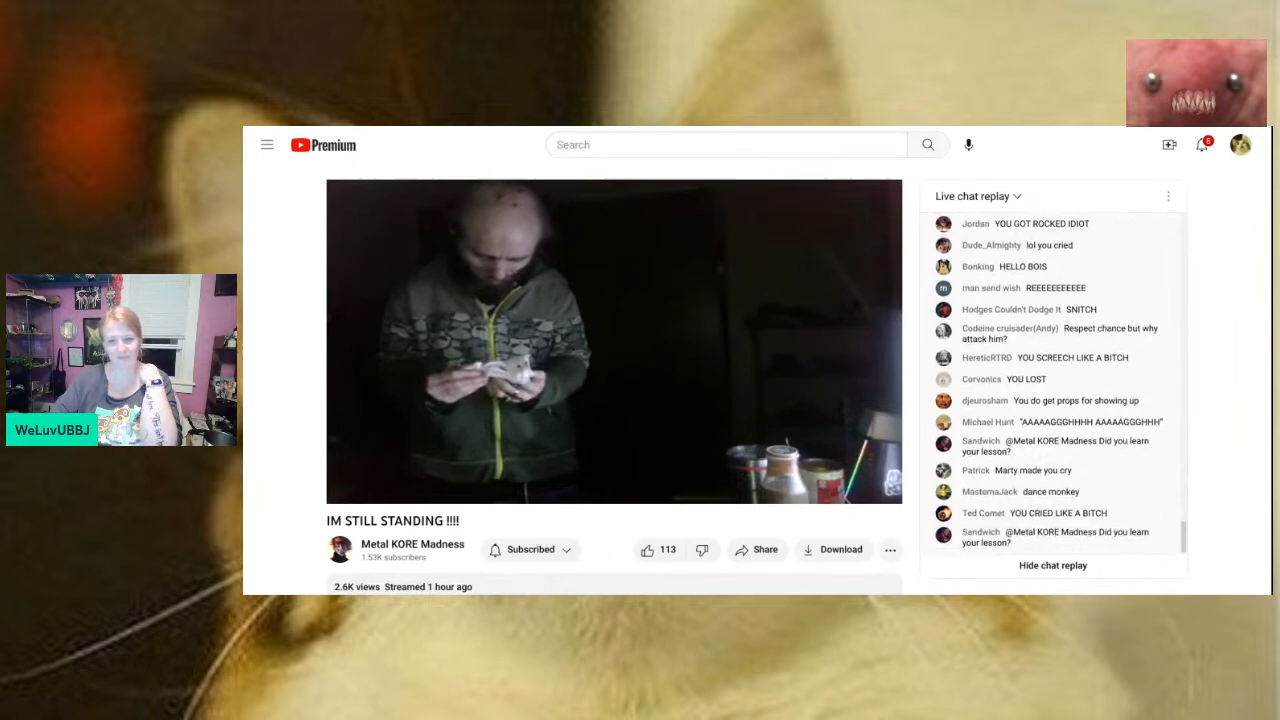 Premium
Search
6
Live chat replay
Jordan YOU GOT ROCKED IDIOT
Dude_Almighty lol you cried
Bonking HELLO BOIS
m man send wish REEEEEEEEEEE
Hodges Couldn't Dodge It SNITCH
Codeine cruisader(Andy) Respect chance but why
attack him?
HereticRTRD YOU SCREECH LIKE A BITCH
Corvonics YOU LOST
djeurosham You do get props for showing up
Michael Hunt "AAAAAGGGHHHH AAAAAGGGHHH"
Sandwich @Metal KORE Madness Did you learn
your lesson?
Patrick Marty made you cry
MastemaJack dance monkey
Ted Comet YOU CRIED LIKE A BITCH
Sandwich @Metal KORE Madness Did you learn
your lesson?
Hide chat replay
WeLuvUBBJ
IM STILL STANDING !!!!
Metal KORE Madness
1.53K subscribers
Subscribed
113
Share
Download
2.6K views Streamed 1 hour ago